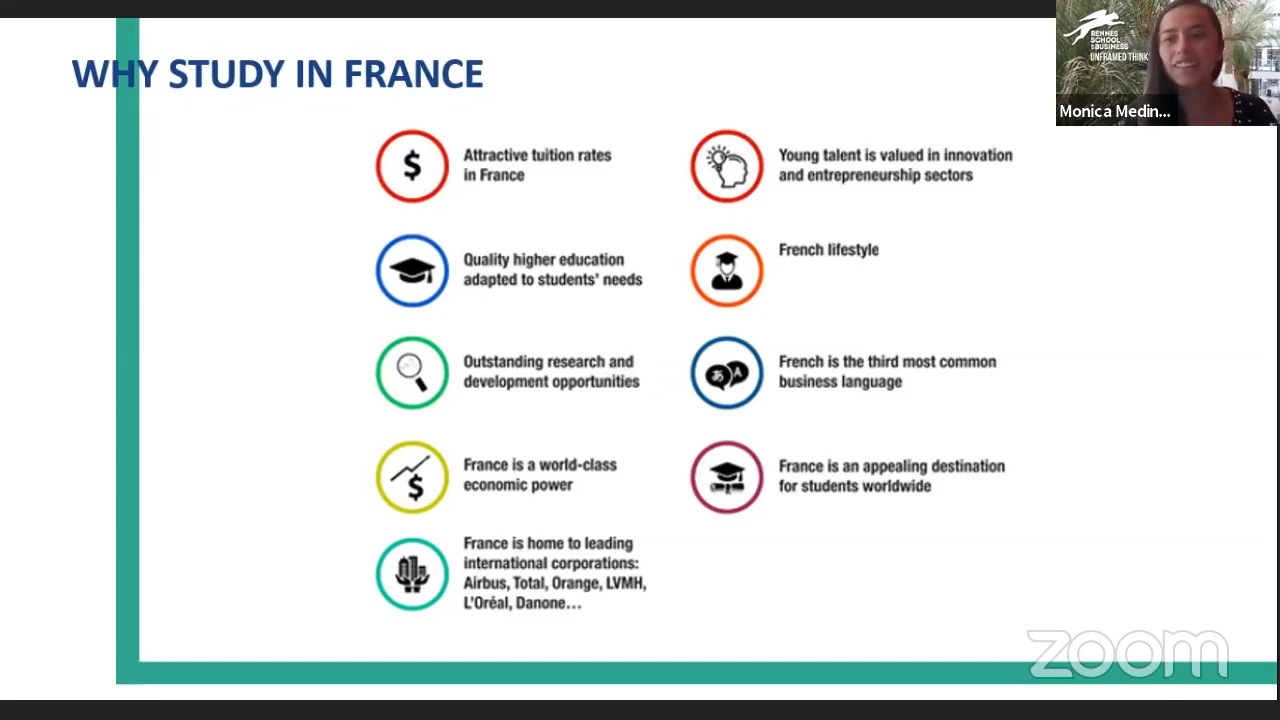 WHY STUDY IN FRANCE
RENNES
SCHOOL
OF BUSINESS
UNFRAMED THINK
Monica Medin...
Attractive tuition rates
in France
Quality higher education
adapted to students' needs
Outstanding research and
development opportunities
France is a world-class
economic power
France is home to leading
international corporations:
Airbus, Total, Orange, LVMH,
L'Oréal, Danone...
Young talent is valued in innovation
and entrepreneurship sectors
French lifestyle
French is the third most common
business language
France is an appealing destination
for students worldwide
あ A
zoom